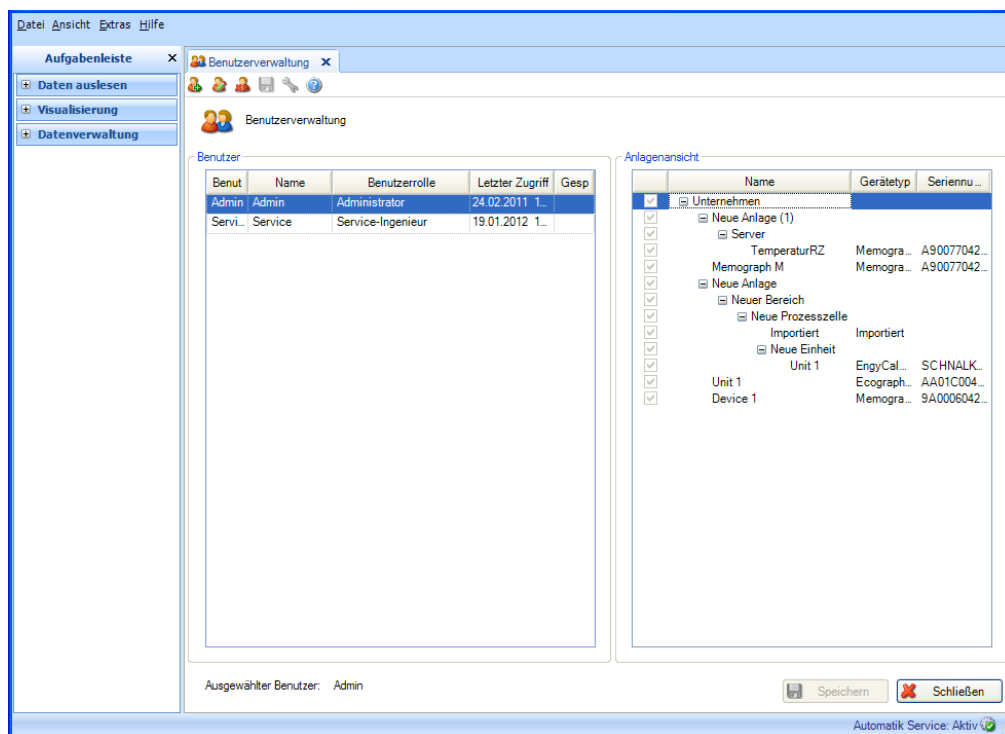 Datei Ansicht Extras Hilfe
Aufgabenleiste
Daten auslesen
Visualisierung
Datenverwaltung
Benutzerverwaltung
Benutzerverwaltung
Benutzer
Benut Name Benutzerrolle Letzter Zugriff Gesp
Admin Admin Administrator 24.02.2011 1...
Servi... Service Service-Ingenieur 19.01.2012 1...
Anlagenansicht
Name Gerätetyp Seriennu...
Unternehmen
Neue Anlage (1)
Server
TemperaturRZ Memogra... A90077042...
Memograph M Memogra... A90077042...
Neue Anlage
Neuer Bereich
Neue Prozesszelle
Importiert Importiert
Neue Einheit
Unit 1 EngyCal... SCHNALK...
Unit 1 Ecograph... AA01C004...
Device 1 Memogra... 9A0006042...
Ausgewählter Benutzer: Admin
Speichern Schließen
Automatik Service: Aktiv